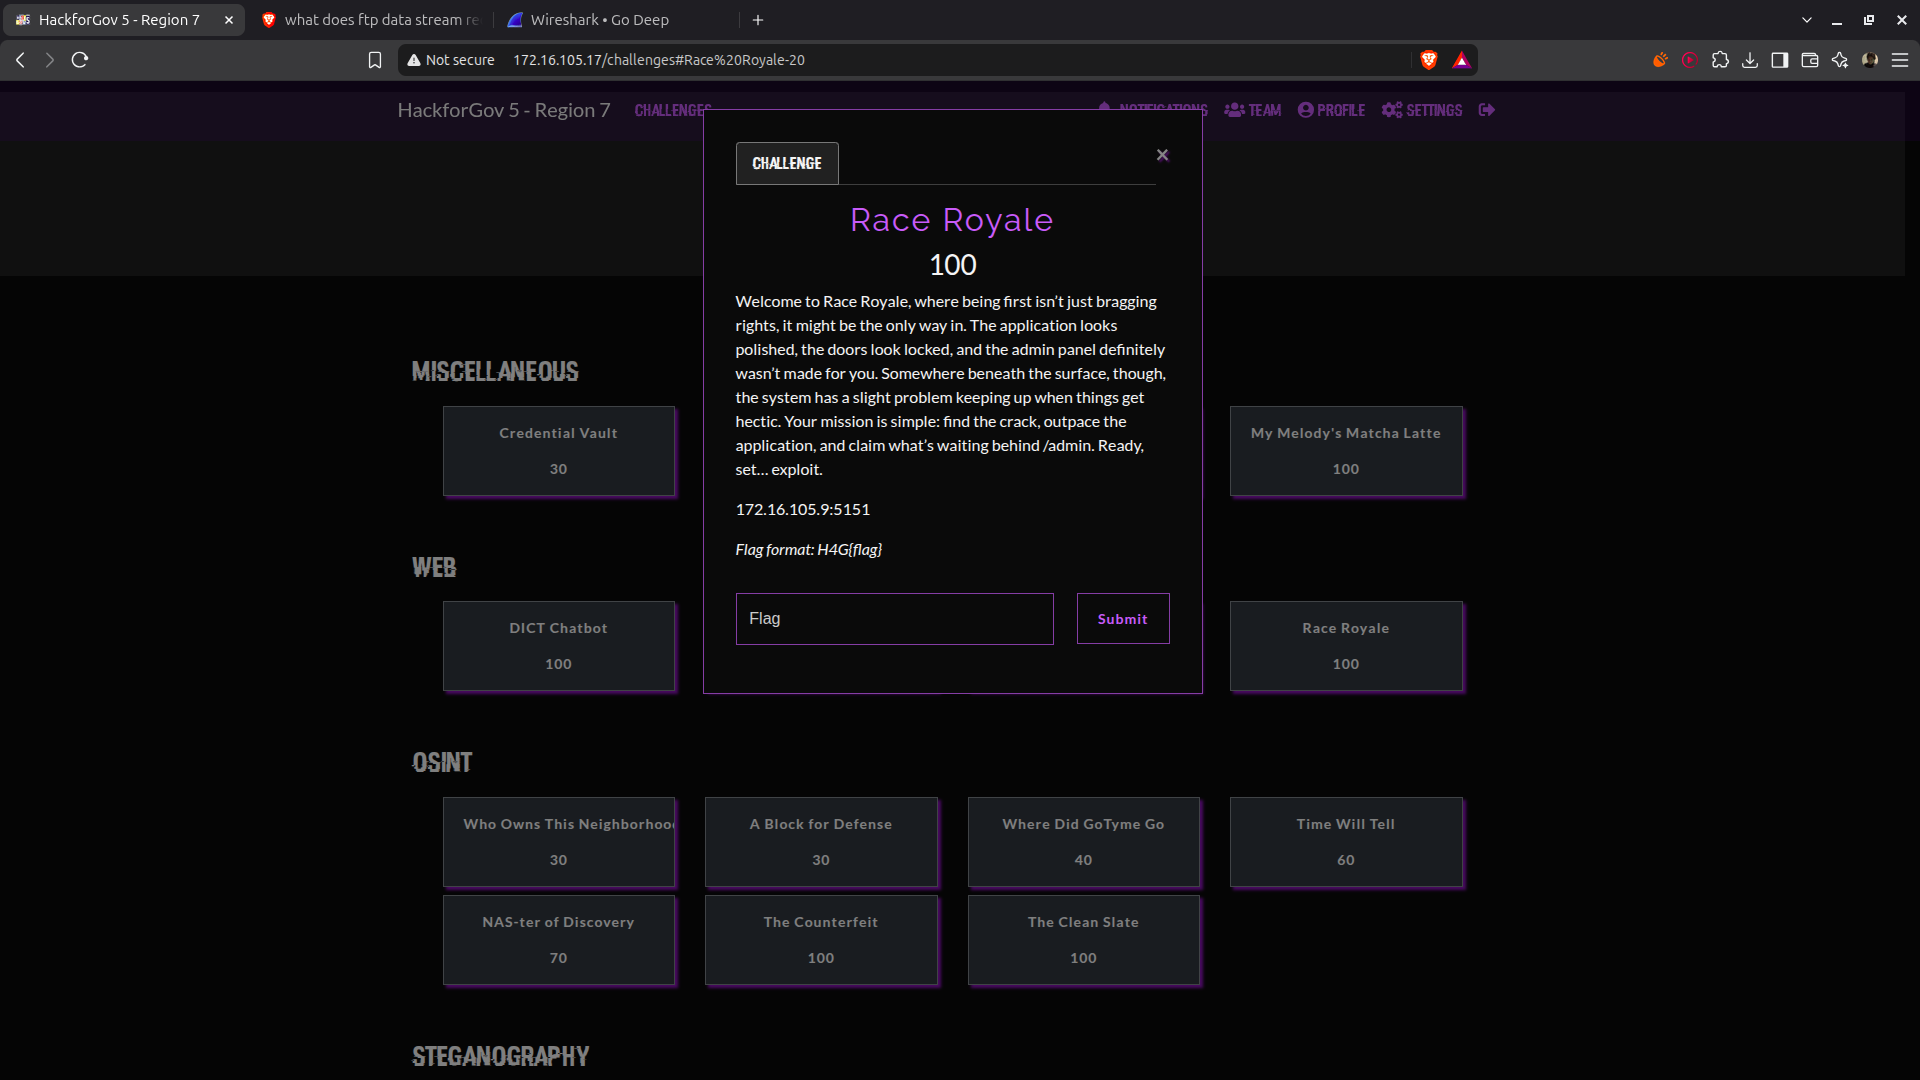 HackforGov 5 - Region 7
what does ftp data stream re
Wireshark • Go Deep
Not secure
172.16.105.17/challenges#Race%20Royale-20
HackforGov 5 - Region 7
CHALLENGES
NOTIFICATIONS
TEAM
PROFILE
SETTINGS
CHALLENGE
Race Royale
100
Welcome to Race Royale, where being first isn’t just bragging
rights, it might be the only way in. The application looks
polished, the doors look locked, and the admin panel definitely
wasn’t made for you. Somewhere beneath the surface, though,
the system has a slight problem keeping up when things get
hectic. Your mission is simple: find the crack, outpace the
application, and claim what’s waiting behind /admin. Ready,
set… exploit.
172.16.105.9:5151
Flag format: H4G{flag}
Flag
Submit
MISCELLANEOUS
Credential Vault
30
My Melody's Matcha Latte
100
WEB
DICT Chatbot
100
Race Royale
100
OSINT
Who Owns This Neighborhoo
30
A Block for Defense
30
Where Did GoTyme Go
40
Time Will Tell
60
NAS-ter of Discovery
70
The Counterfeit
100
The Clean Slate
100
STEGANOGRAPHY